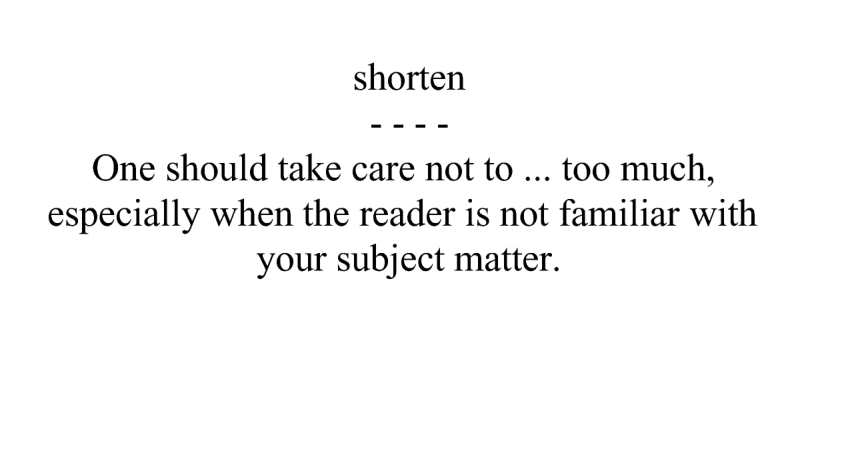 shorten
- - - -
One should take care not to ... too much,
especially when the reader is not familiar with
your subject matter.